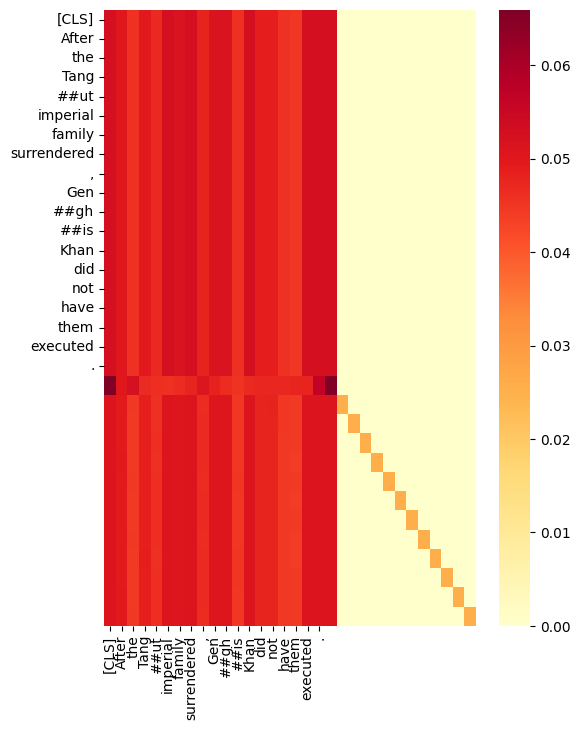 [CLS]
After
the
Tang
##ut
imperial
family
surrendered
,
Gen
##gh
##is
Khan
did
not
have
them
executed
.
0.06
0.05
0.04
0.03
0.02
0.01
0.00
[CLS]
After
the
Tang
##ut
imperial
family
surrendered
,
Gen
##gh
##is
Khan
did
not
have
them
executed
.